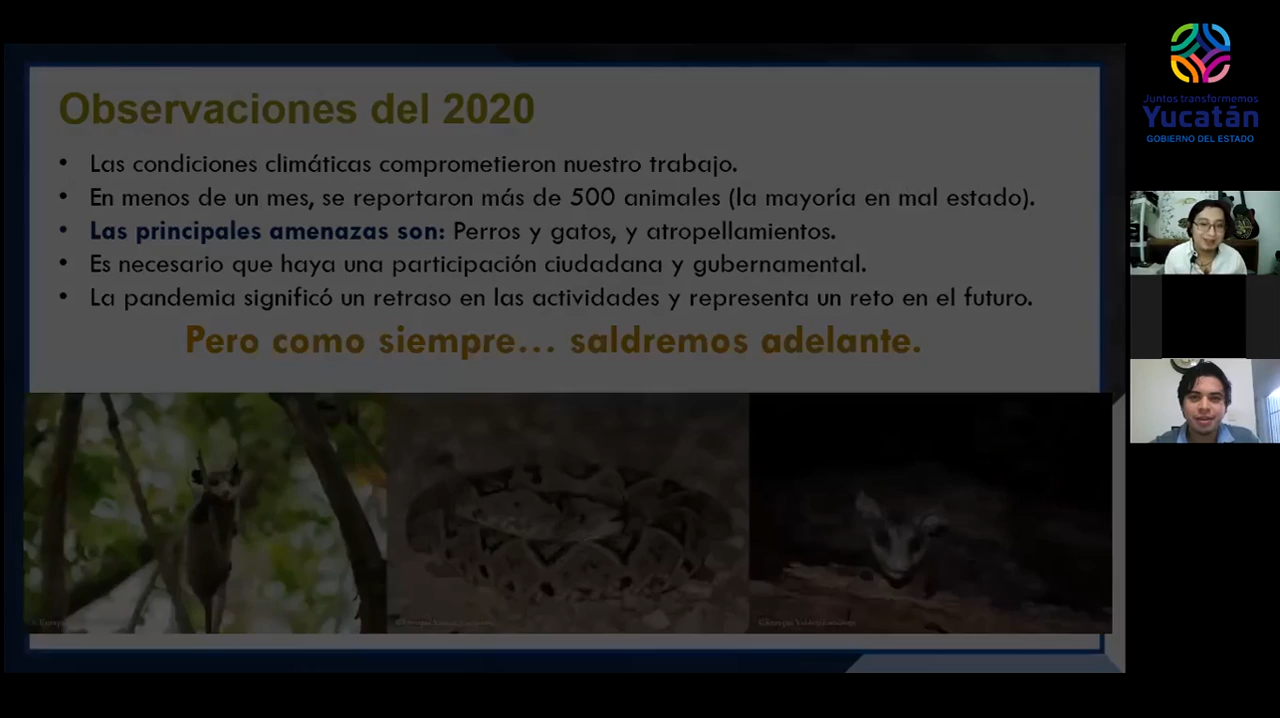 Observaciones del 2020
• Las condiciones climáticas comprometieron nuestro trabajo.
• En menos de un mes, se reportaron más de 500 animales (la mayoría en mal estado).
• Las principales amenazas son: Perros y gatos, y atropellamientos.
• Es necesario que haya una participación ciudadana y gubernamental.
• La pandemia significó un retraso en las actividades y representa un reto en el futuro.
Pero como siempre... saldremos adelante.
Juntos transformemos
Yucatán
GOBIERNO DEL ESTADO